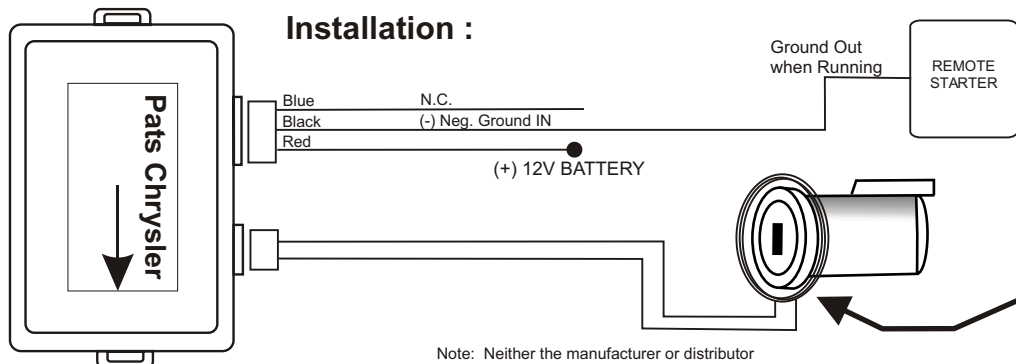 Installation :
Pats Chrysler
Blue
N.C.
Black
(-) Neg. Ground IN
Red
(+) 12V BATTERY
Ground Out
when Running
REMOTE
STARTER
Note: Neither the manufacturer or distributor